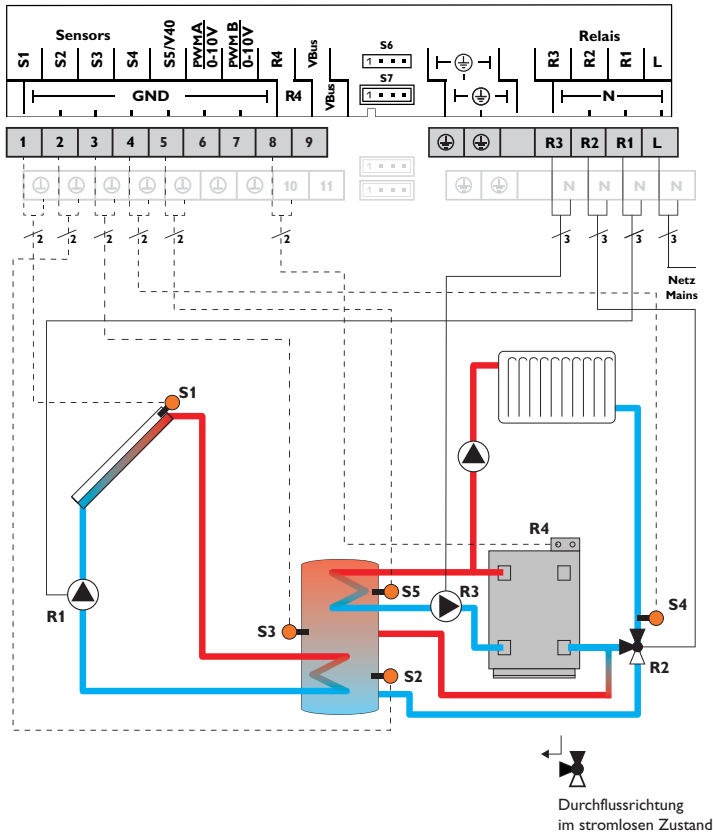 Sensors
Relais
S1 S2 S3 S4 S5/V40 PWM A 0-10V PWM B 0-10V R4 VBus
S6
1
S7
1
R3 R2 R1 L
GND
R4
VBus
N
1 2 3 4 5 6 7 8 9
R3 R2 R1 L
10 11
N N N N
2 2 2 2 2 2
3 3 3 3
Netz
Mains
S1
R4
R1
S5
R3
S3
S4
S2
R2
Durchflussrichtung
im stromlosen Zustand